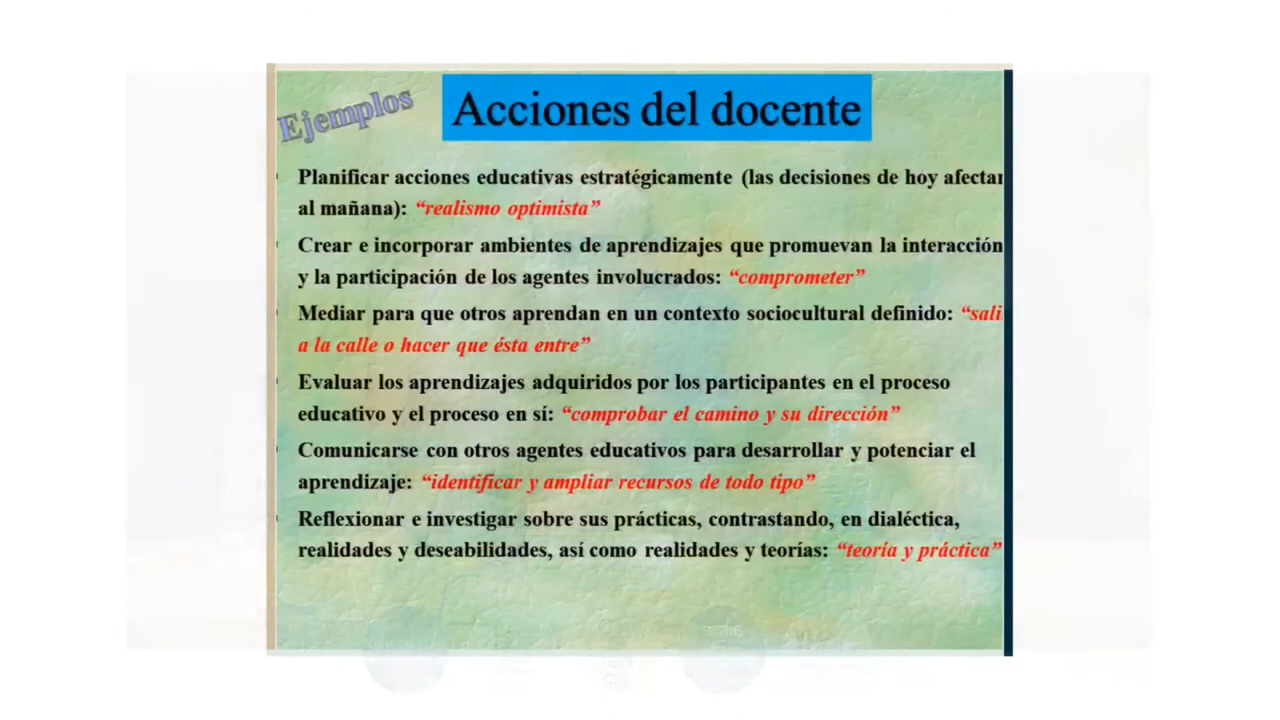 Ejemplos
Acciones del docente
Planificar acciones educativas estratégicamente (las decisiones de hoy afectan
al mañana): “realismo optimista”
Crear e incorporar ambientes de aprendizajes que promuevan la interacción
y la participación de los agentes involucrados: “comprometer”
Mediar para que otros aprendan en un contexto sociocultural definido: “sali
a la calle o hacer que ésta entre”
Evaluar los aprendizajes adquiridos por los participantes en el proceso
educativo y el proceso en sí: “comprobar el camino y su dirección”
Comunicarse con otros agentes educativos para desarrollar y potenciar el
aprendizaje: “identificar y ampliar recursos de todo tipo”
Reflexionar e investigar sobre sus prácticas, contrastando, en dialéctica,
realidades y deseabilidades, así como realidades y teorías: “teoría y práctica”